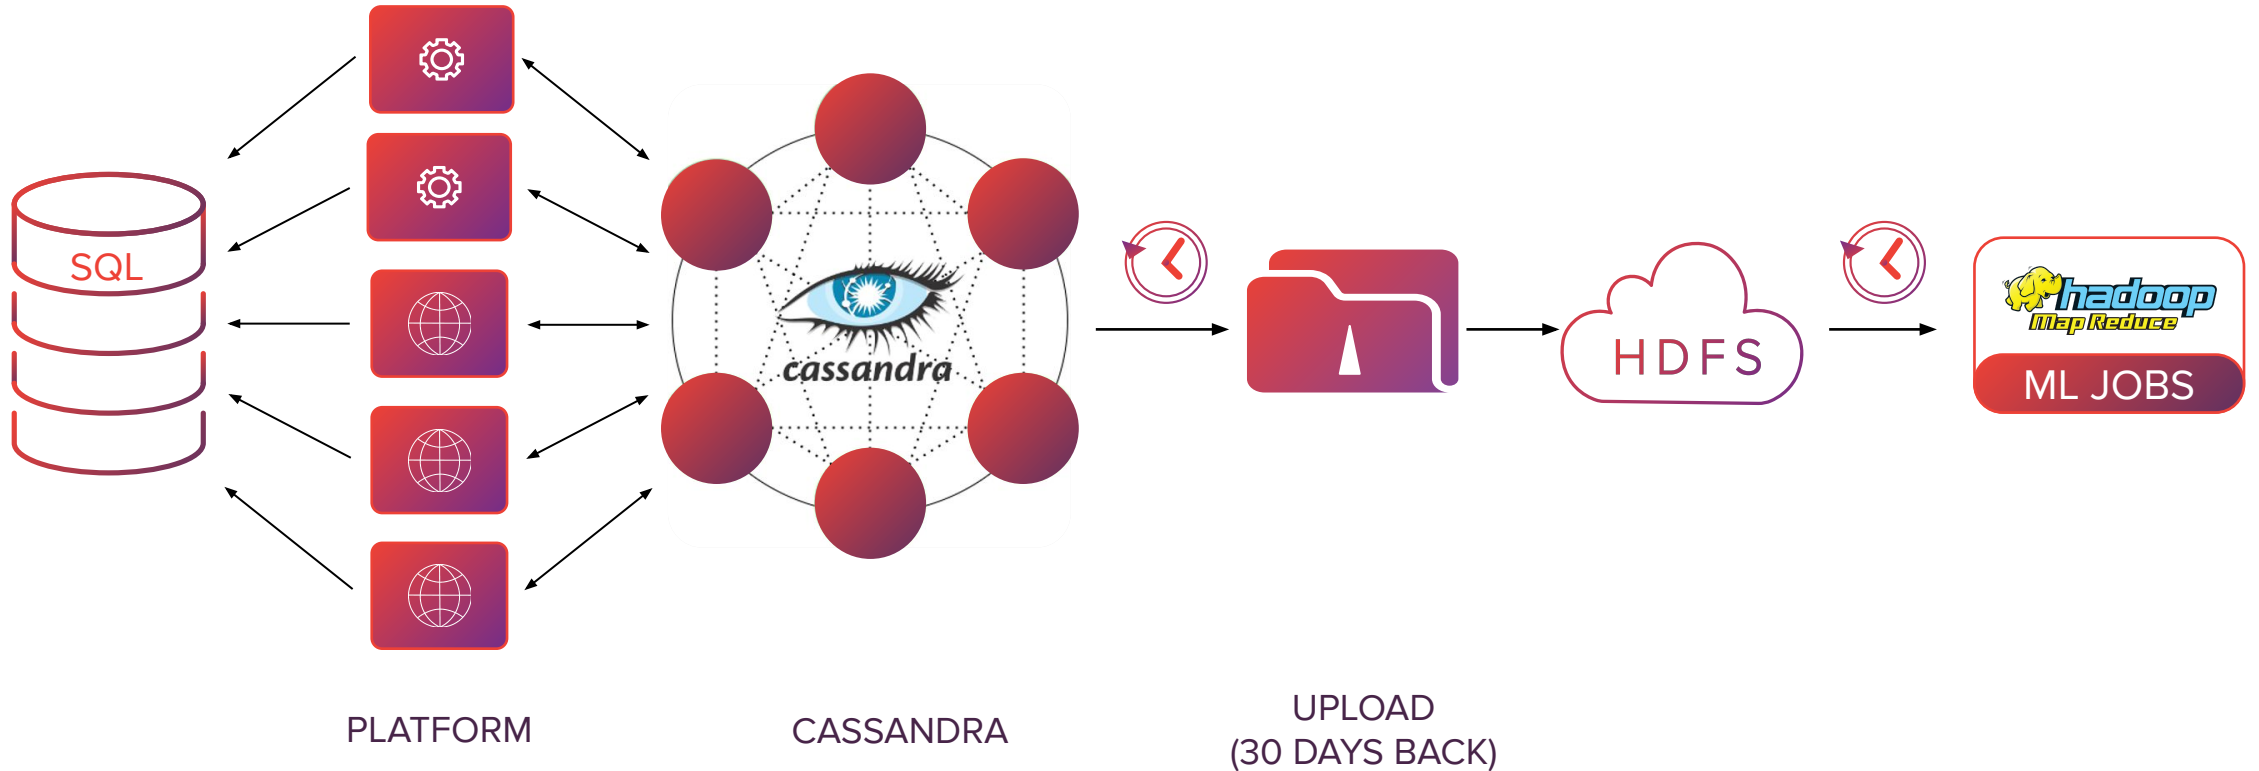 SQL
cassandra
HDFS
hadoop
Map Reduce
ML JOBS
PLATFORM
CASSANDRA
UPLOAD
(30 DAYS BACK)